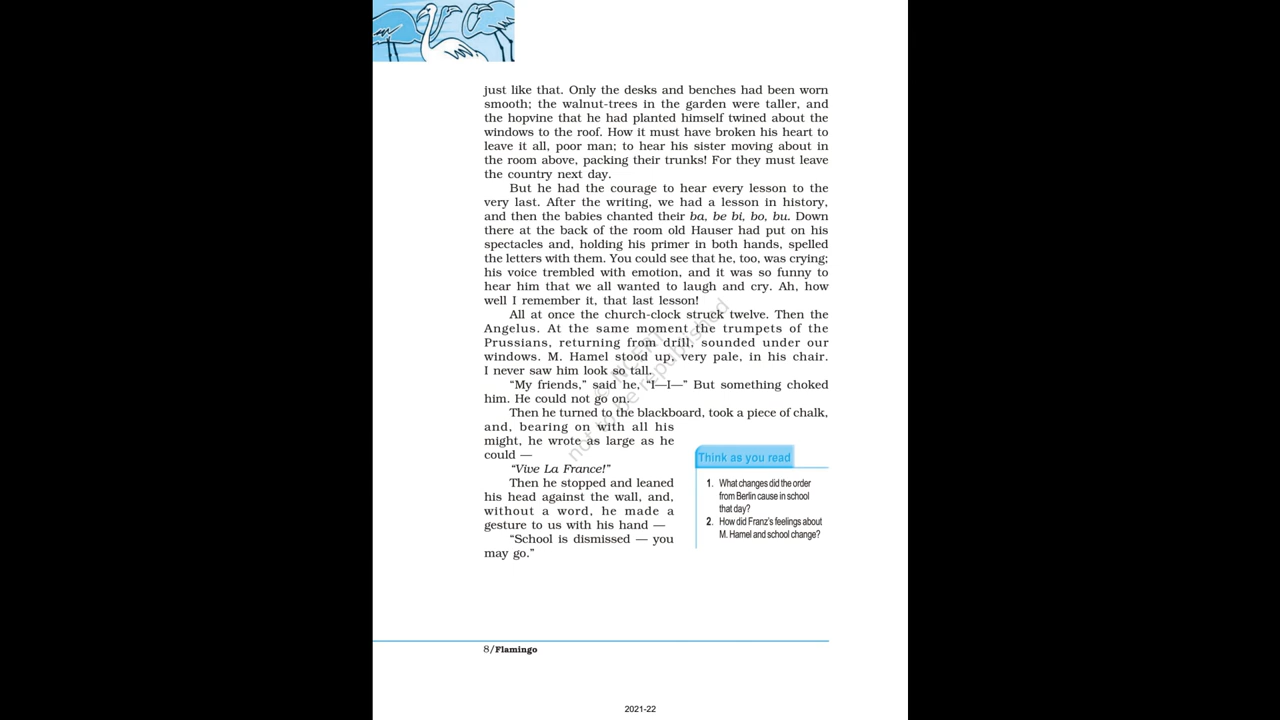 just like that. Only the desks and benches had been worn
smooth; the walnut-trees in the garden were taller, and
the hopvine that he had planted himself twined about the
windows to the roof. How it must have broken his heart to
leave it all, poor man; to hear his sister moving about in
the room above, packing their trunks! For they must leave
the country next day.
But he had the courage to hear every lesson to the
very last. After the writing, we had a lesson in history,
and then the babies chanted their ba, be bi, bo, bu. Down
there at the back of the room old Hauser had put on his
spectacles and, holding his primer in both hands, spelled
the letters with them. You could see that he, too, was crying;
his voice trembled with emotion, and it was so funny to
hear him that we all wanted to laugh and cry. Ah, how
well I remember it, that last lesson!
All at once the church-clock struck twelve. Then the
Angelus. At the same moment the trumpets of the
Prussians, returning from drill, sounded under our
windows. M. Hamel stood up, very pale, in his chair.
I never saw him look so tall.
“My friends,” said he, “I—I—” But something choked
him. He could not go on.
Then he turned to the blackboard, took a piece of chalk,
and, bearing on with all his
might, he wrote as large as he
could —
“Vive La France!”
Then he stopped and leaned
his head against the wall, and,
without a word, he made a
gesture to us with his hand —
“School is dismissed — you
may go.”
Think as you read
1. What changes did the order
from Berlin cause in school
that day?
2. How did Franz’s feelings about
M. Hamel and school change?
© NCERT
not to be republished
8/Flamingo
2021-22